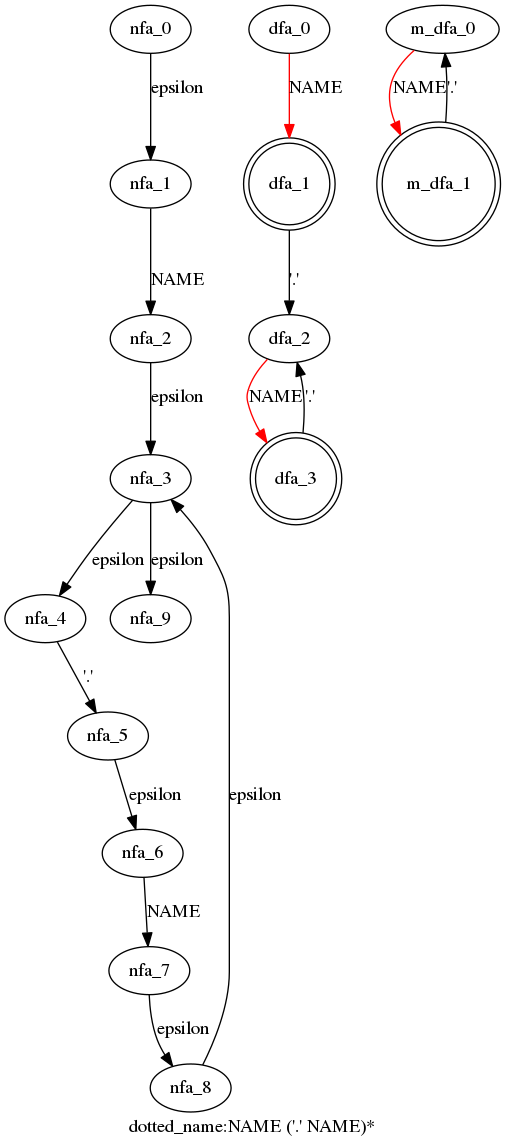 nfa_0 dfa_0 m_dfa_0
epsilon NAME NAME '.'
nfa_1 dfa_1 m_dfa_1
NAME '.'
nfa_2 dfa_2
epsilon NAME '.'
nfa_3 dfa_3
epsilon epsilon
nfa_4 nfa_9
'.'
nfa_5
epsilon epsilon
nfa_6
NAME
nfa_7
epsilon
nfa_8
dotted_name:NAME ('.' NAME)*